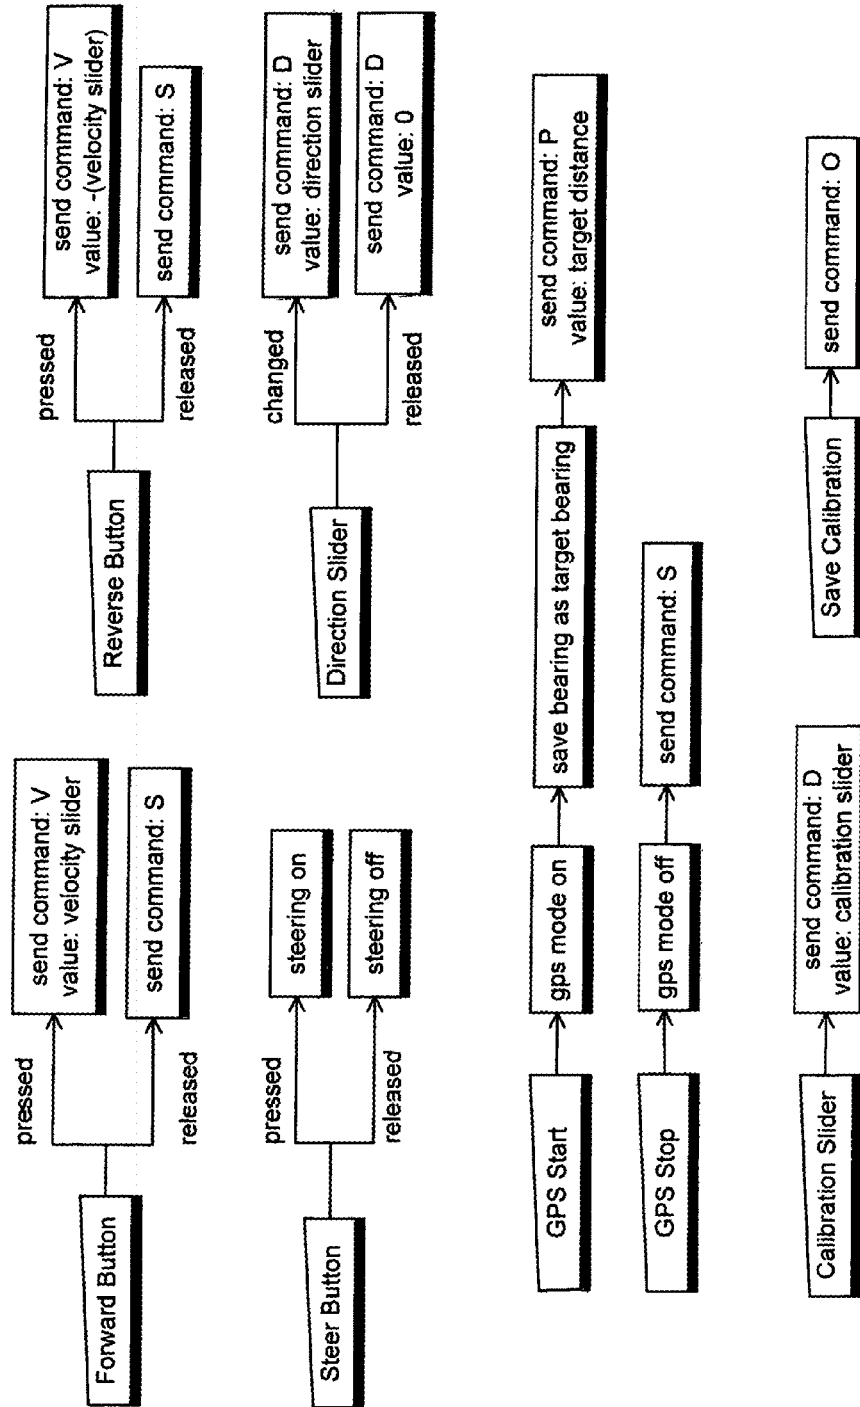 Forward Button
pressed
send command: V
value: velocity slider
released
send command: S
Reverse Button
pressed
send command: V
value: -(velocity slider)
released
send command: S
Steer Button
pressed
steering on
released
steering off
Direction Slider
changed
send command: D
value: direction slider
released
send command: D
value: 0
GPS Start
gps mode on
save bearing as target bearing
send command: P
value: target distance
GPS Stop
gps mode off
send command: S
Calibration Slider
send command: D
value: calibration slider
Save Calibration
send command: O